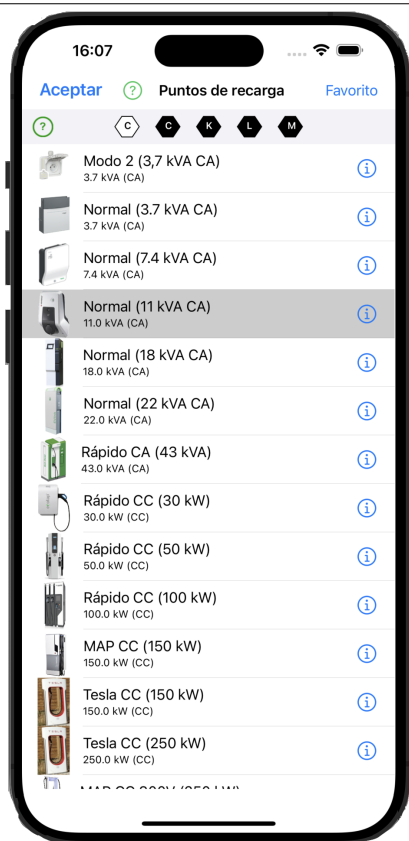 16:07
Aceptar ? Puntos de recarga Favorito
? C C K L M
Modo 2 (3,7 kVA CA)
3.7 kVA (CA)
Normal (3.7 kVA CA)
3.7 kVA (CA)
Normal (7.4 kVA CA)
7.4 kVA (CA)
Normal (11 kVA CA)
11.0 kVA (CA)
Normal (18 kVA CA)
18.0 kVA (CA)
Normal (22 kVA CA)
22.0 kVA (CA)
Rápido CA (43 kVA)
43.0 kVA (CA)
Rápido CC (30 kW)
30.0 kW (CC)
Rápido CC (50 kW)
50.0 kW (CC)
Rápido CC (100 kW)
100.0 kW (CC)
MAP CC (150 kW)
150.0 kW (CC)
Tesla CC (150 kW)
150.0 kW (CC)
Tesla CC (250 kW)
250.0 kW (CC)